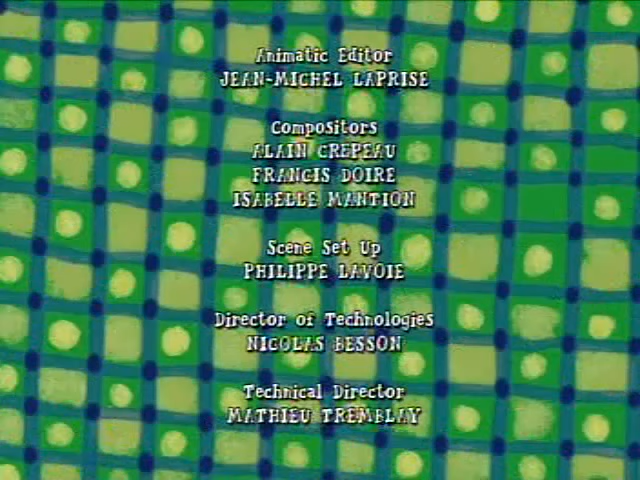 Animatic Editor
JEAN-MICHEL LAPRISE
Compositors
ALAIN CREPEAU
FRANCIS DOIRE
ISABELLE MANTION
Scene Set Up
PHILIPPE LAVOIE
Director of Technologies
NICOLAS BESSON
Technical Director
MATHIEU TREMBLAY